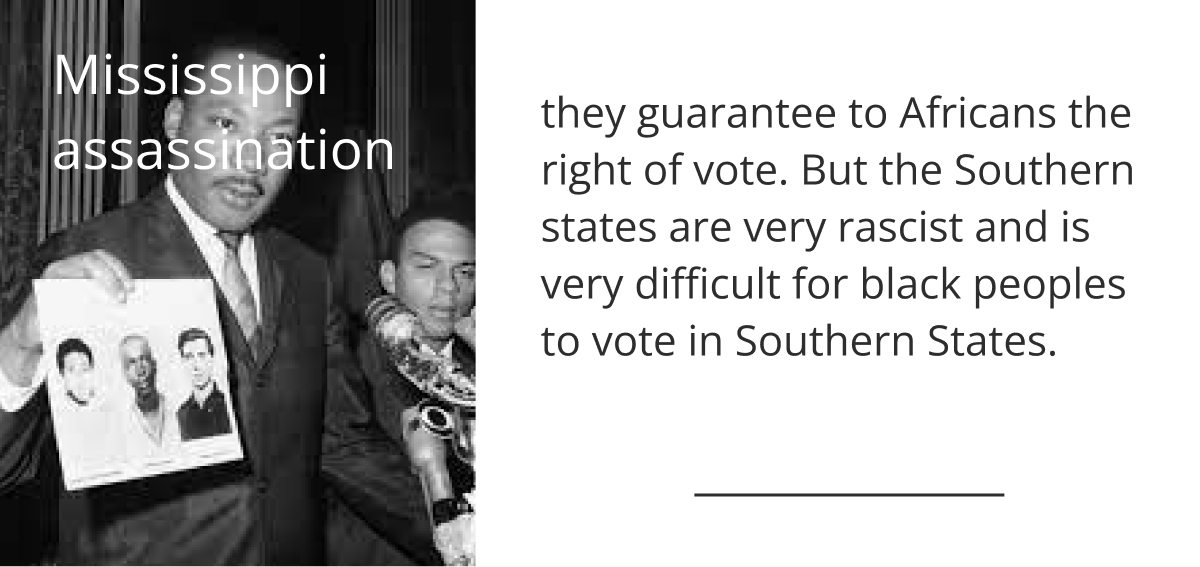 Mississippi
assassination
they guarantee to Africans the
right of vote. But the Southern
states are very rascist and is
very difficult for black peoples
to vote in Southern States.